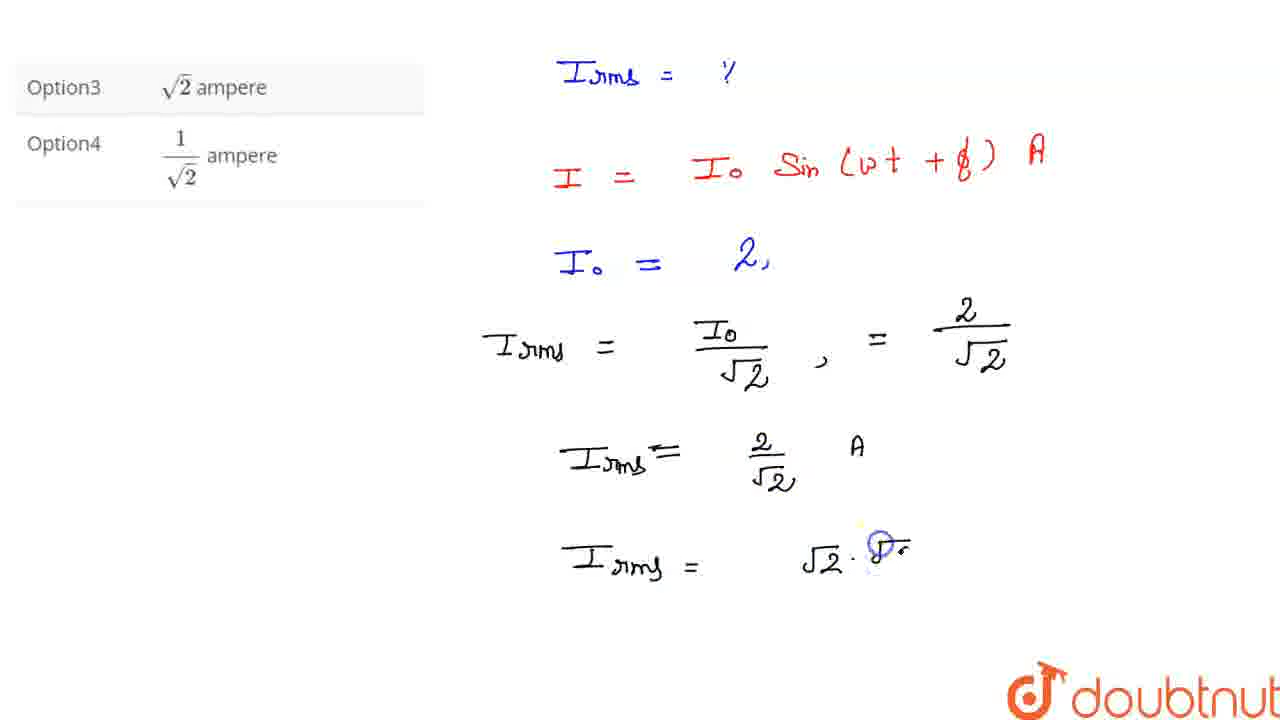 Option3 √2 ampere
Option4 1/√2 ampere
Irms = ?
I = I₀ Sin (ωt + ϕ) A
I₀ = 2,
Irms = I₀/√2 , = 2/√2
Irms = 2/√2 A
Irms = √2 ·
doubtnut